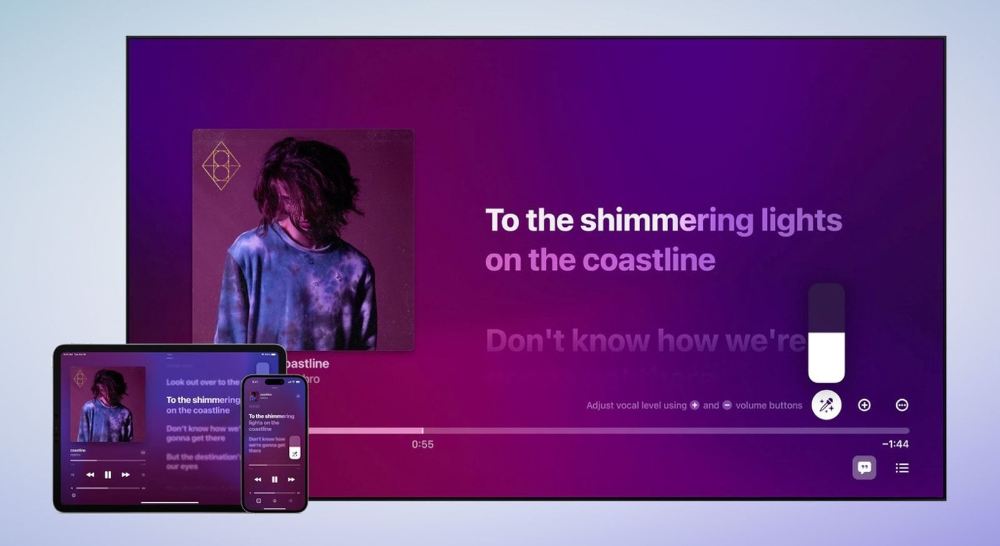 To the shimmering lights
on the coastline
Don't know how we're
oastline
hro
Adjust vocal level using + and − volume buttons
0:55
−1:44
Look out over to the
To the shimmering
on the coastline
Don't know how we'
gonna get there
But the destination's
our eyes
coastline
To the shimmering
lights on the
coastline
Don't know how
we're gonna get
there
coastline